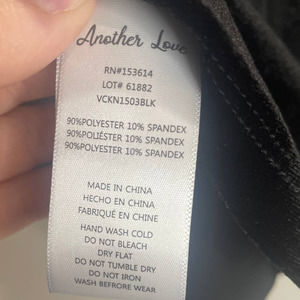 Another Love
RN#153614
LOT# 61882
VCKN1503BLK
90%POLYESTER 10% SPANDEX
90%POLIÉSTER 10% SPANDEX
90%POLYESTER 10% SPANDEX
MADE IN CHINA
HECHO EN CHINA
FABRIQUÉ EN CHINE
HAND WASH COLD
DO NOT BLEACH
DRY FLAT
DO NOT TUMBLE DRY
DO NOT IRON
WASH BEFRORE WEAR